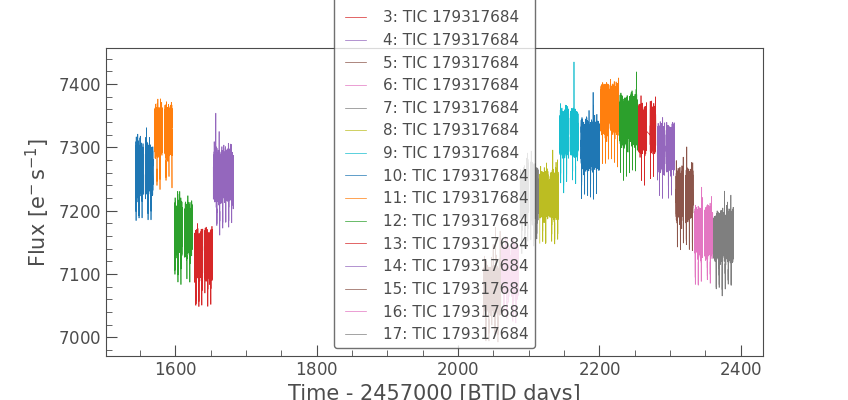 3: TIC 179317684
4: TIC 179317684
5: TIC 179317684
6: TIC 179317684
7: TIC 179317684
8: TIC 179317684
9: TIC 179317684
10: TIC 179317684
11: TIC 179317684
12: TIC 179317684
13: TIC 179317684
14: TIC 179317684
15: TIC 179317684
16: TIC 179317684
17: TIC 179317684
7400
7300
7200
7100
7000
Flux [e⁻ s⁻¹]
1600 1800 2000 2200 2400
Time - 2457000 [BTJD days]